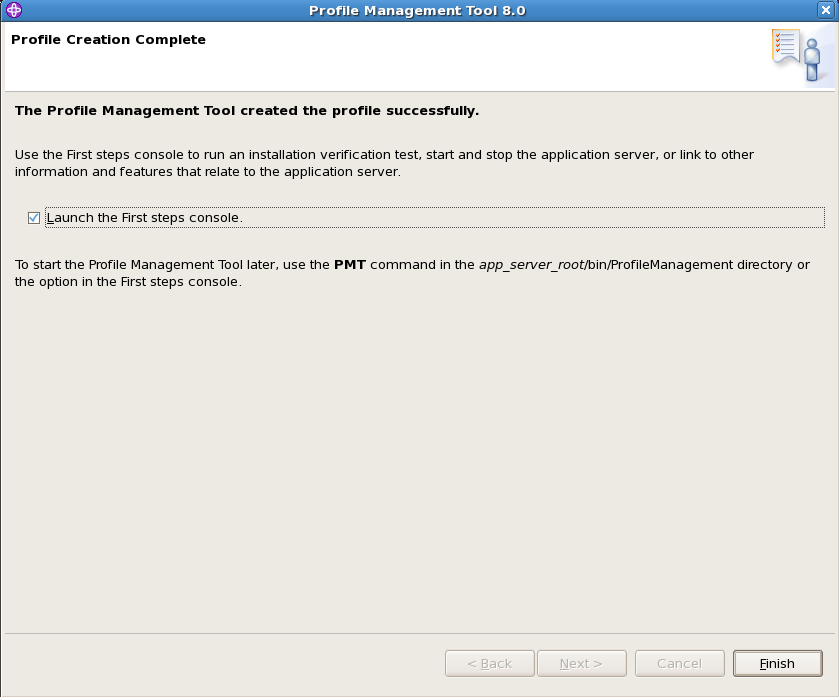 Profile Management Tool 8.0
Profile Creation Complete
The Profile Management Tool created the profile successfully.
Use the First steps console to run an installation verification test, start and stop the application server, or link to other
information and features that relate to the application server.
Launch the First steps console.
To start the Profile Management Tool later, use the PMT command in the app_server_root/bin/ProfileManagement directory or
the option in the First steps console.
< Back Next > Cancel Finish